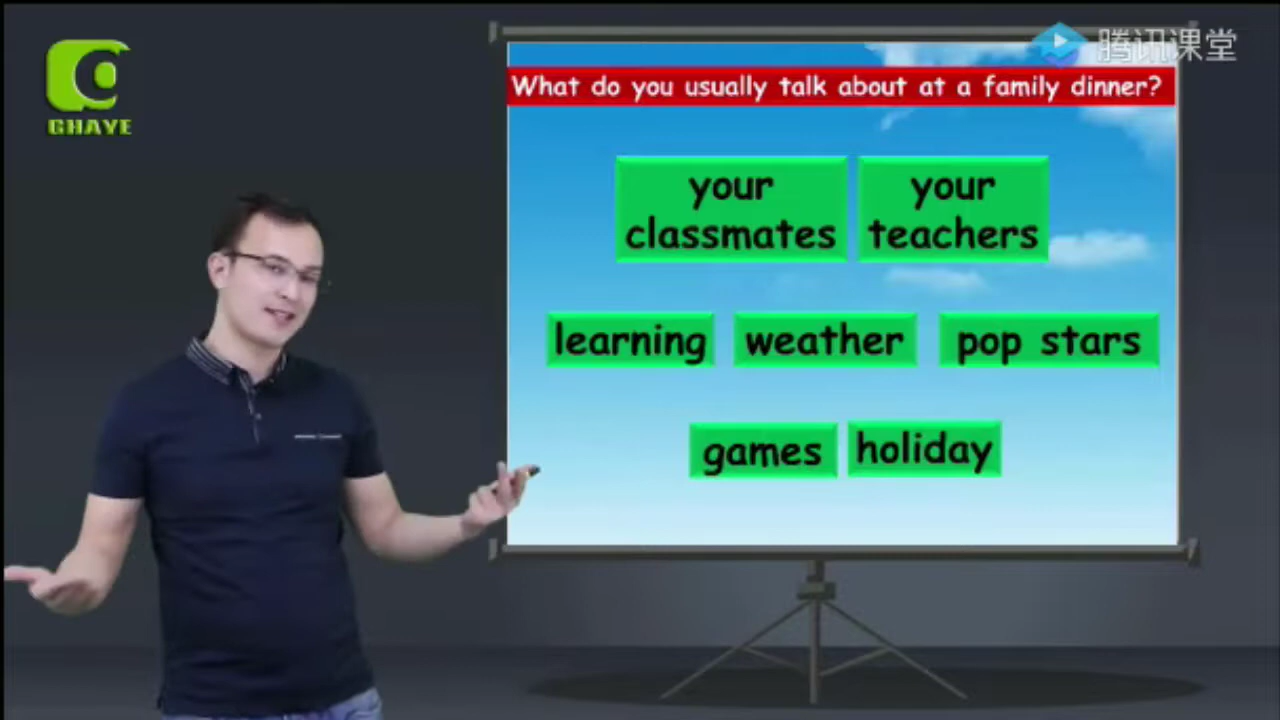 腾讯课堂
GHAYE
What do you usually talk about at a family dinner?
your
classmates
your
teachers
learning
weather
pop stars
games
holiday